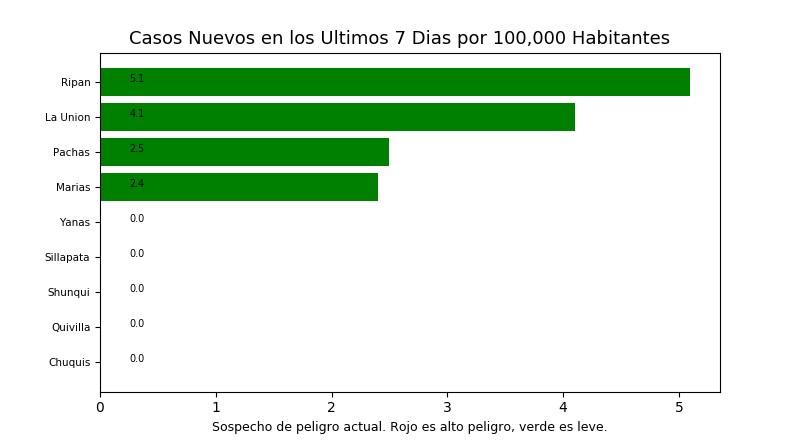 Casos Nuevos en los Ultimos 7 Dias por 100,000 Habitantes
Ripan 5.1
La Union 4.1
Pachas 2.5
Marias 2.4
Yanas 0.0
Sillapata 0.0
Shunqui 0.0
Quivilla 0.0
Chuquis 0.0
0 1 2 3 4 5
Sospecho de peligro actual. Rojo es alto peligro, verde es leve.